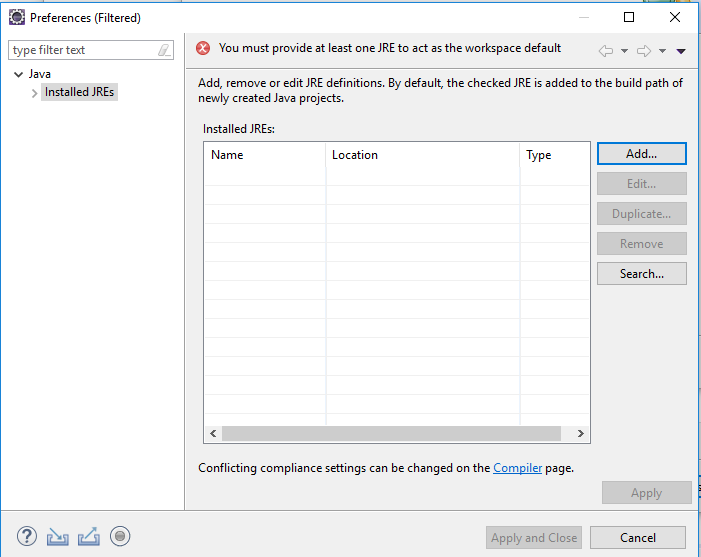 Preferences (Filtered)
type filter text
Java
Installed JREs
You must provide at least one JRE to act as the workspace default
Add, remove or edit JRE definitions. By default, the checked JRE is added to the build path of
newly created Java projects.
Installed JREs:
Name Location Type
Add...
Edit...
Duplicate...
Remove
Search...
Conflicting compliance settings can be changed on the Compiler page.
Apply
?
Apply and Close Cancel